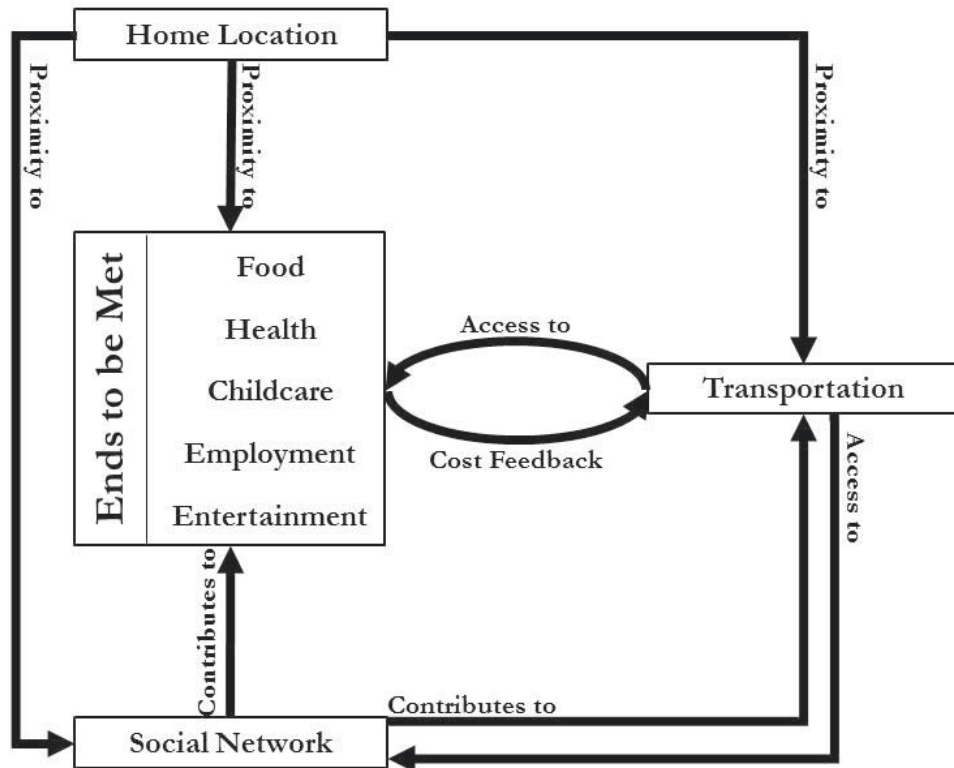 Home Location
Proximity to
Proximity to
Proximity to
Ends to be Met
Food
Health
Childcare
Employment
Entertainment
Access to
Cost Feedback
Transportation
Access to
Contributes to
Contributes to
Social Network